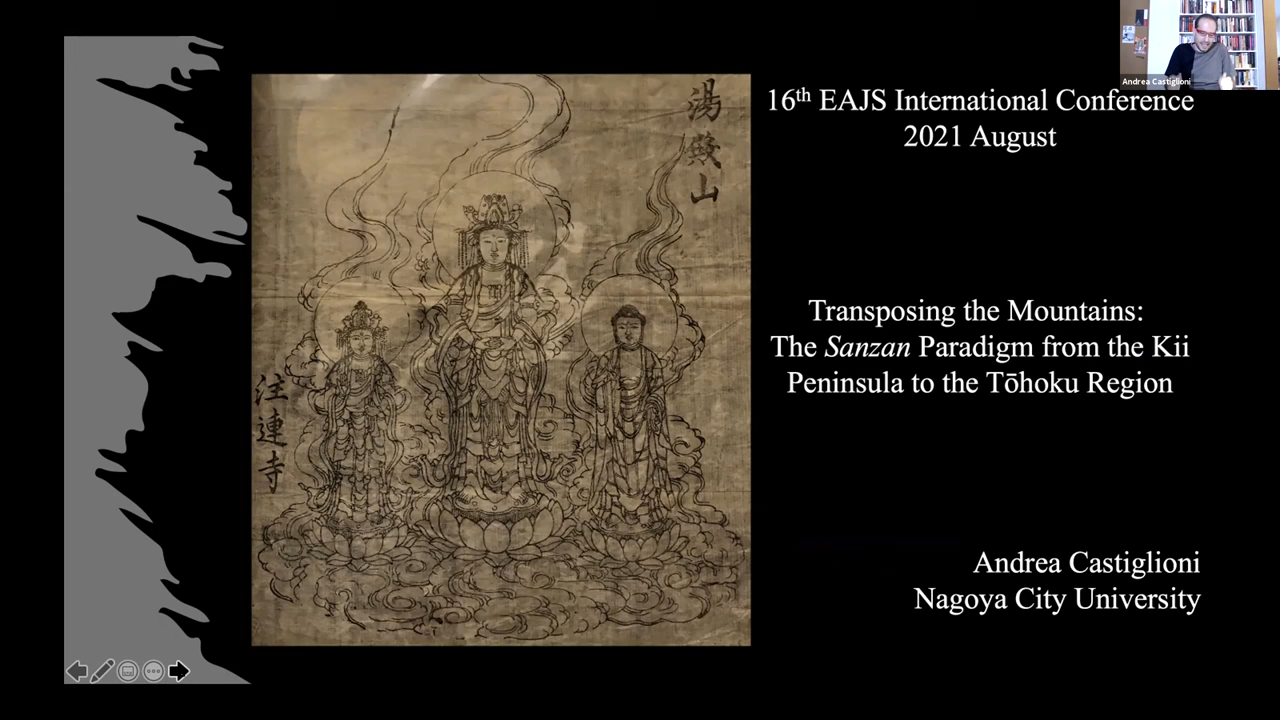 Andrea Castiglioni
16th EAJS International Conference
2021 August
湯殿山
注連寺
Transposing the Mountains:
The Sanzan Paradigm from the Kii
Peninsula to the Tōhoku Region
Andrea Castiglioni
Nagoya City University